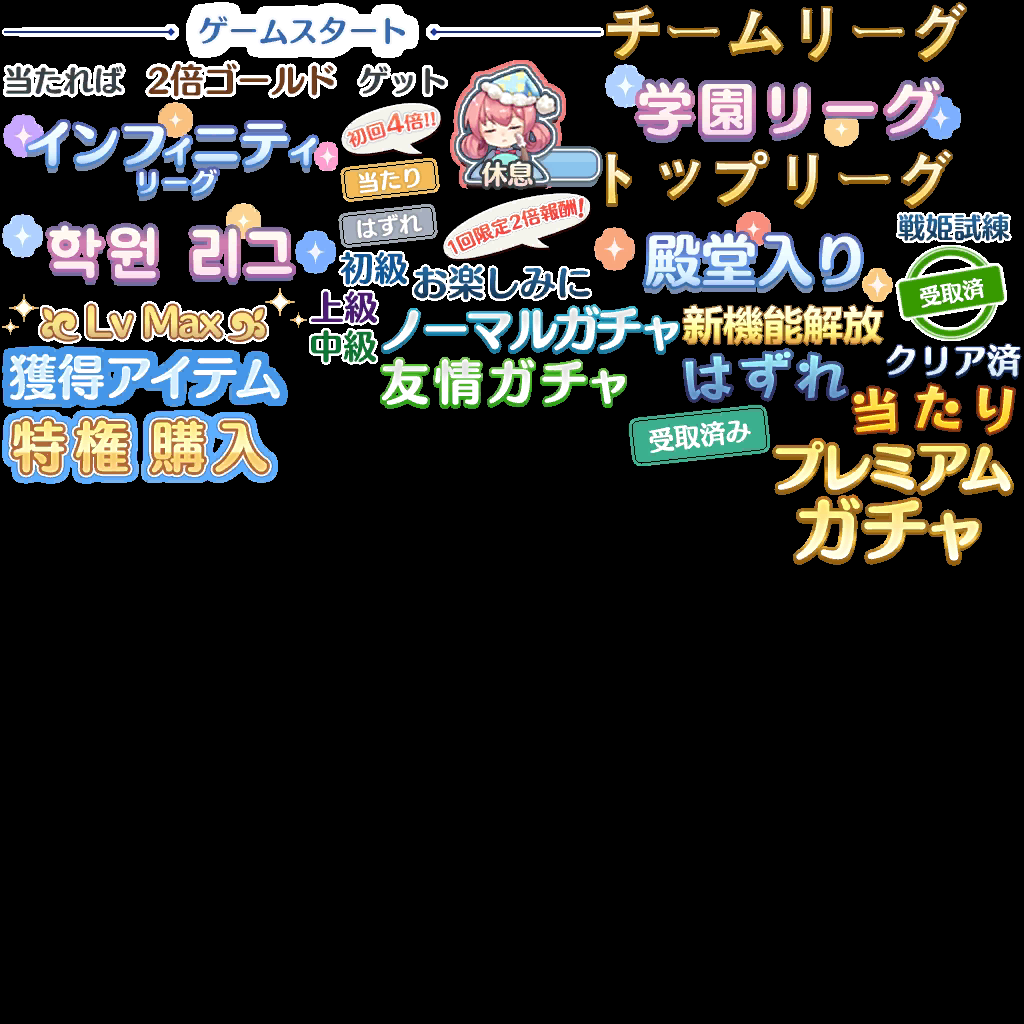 ゲームスタート
チームリーグ
当たれば 2倍ゴールド ゲット
学園リーグ
インフィニティ
リーグ
初回4倍!!
当たり
休息
トップリーグ
はずれ
1回限定2倍報酬!
戦姫試練
학원 리그
殿堂入り
初級
お楽しみに
受取済
Lv Max
上級
ノーマルガチャ
新機能解放
中級
クリア済
獲得アイテム
友情ガチャ
はずれ
当たり
特権 購入
受取済み
プレミアム
ガチャ